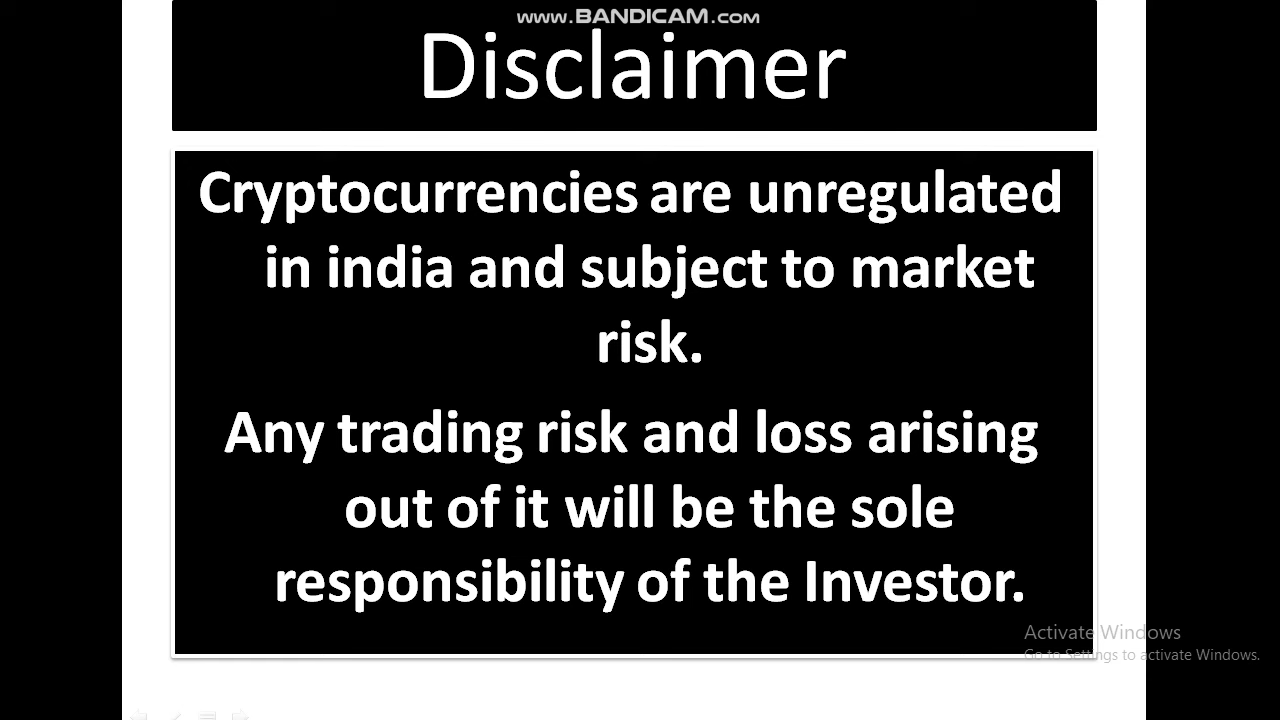 www.BANDICAM.com
Disclaimer
Cryptocurrencies are unregulated
in india and subject to market
risk.
Any trading risk and loss arising
out of it will be the sole
responsibility of the Investor.
Activate Windows
Go to Settings to activate Windows.